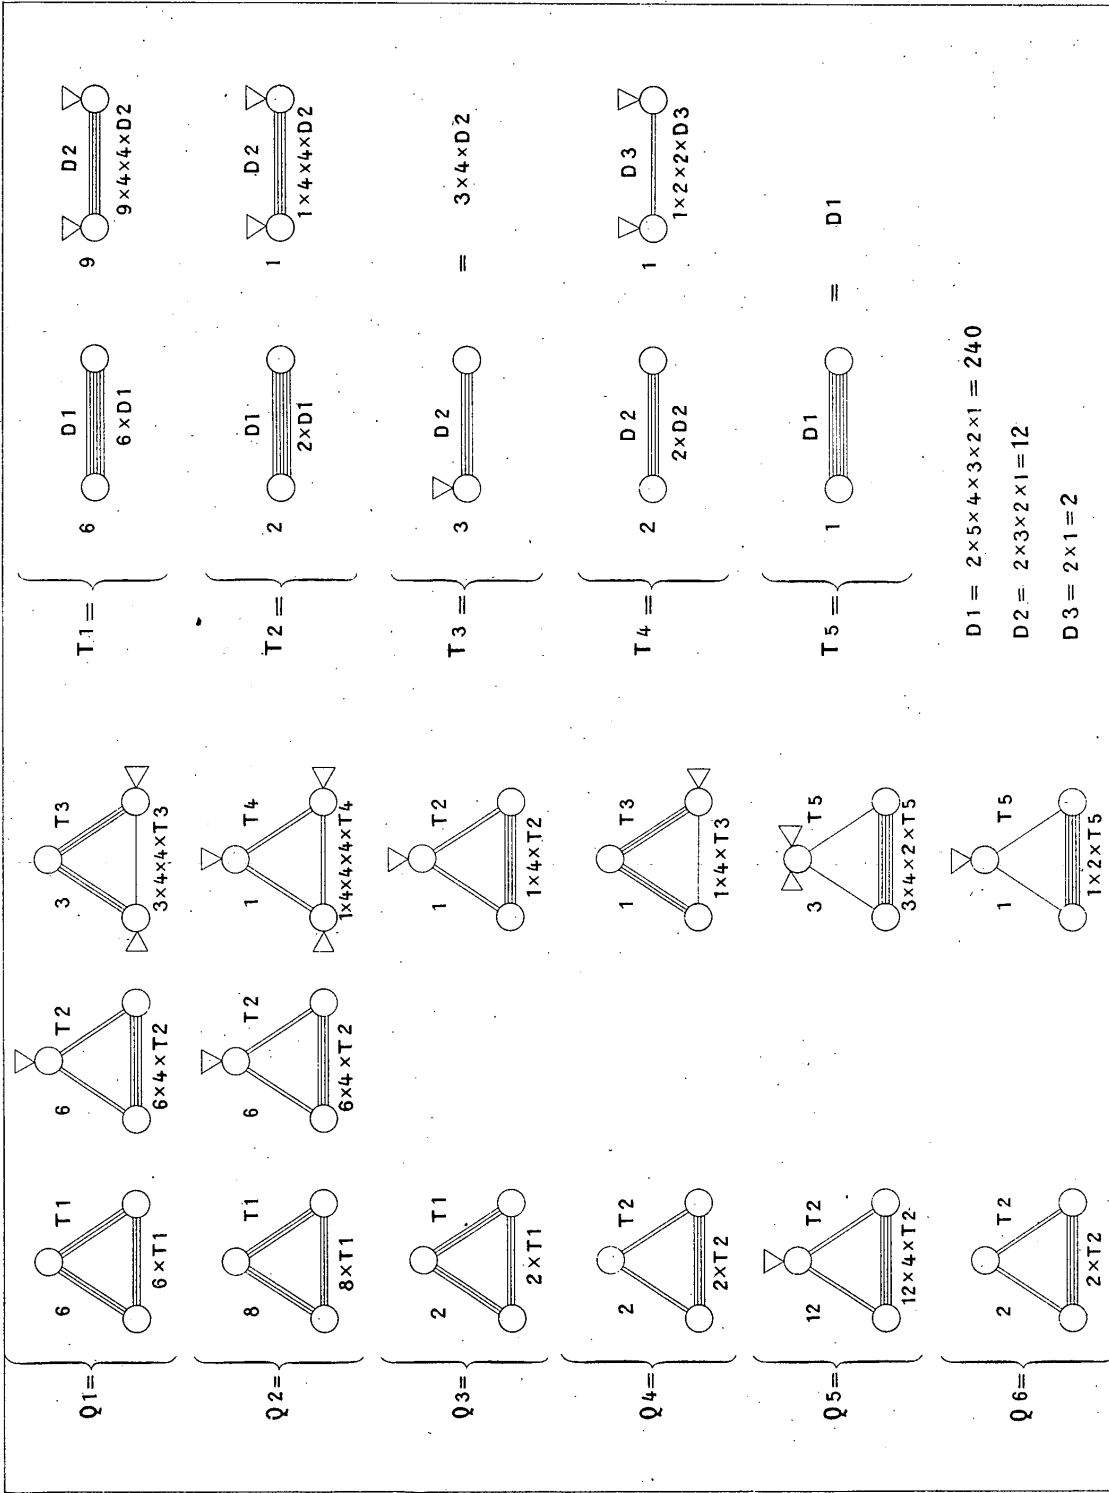 Q1=
6 T1
6×T1
6 T2
6×4×T2
3 T3
3×4×4×T3
Q2=
8 T1
8×T1
6 T2
6×4×T2
1 T4
1×4×4×4×T4
Q3=
2 T1
2×T1
1 T2
1×4×T2
Q4=
2 T2
2×T2
1 T3
1×4×T3
Q5=
12 T2
12×4×T2
3 T5
3×4×2×T5
Q6=
2 T2
2×T2
1 T5
1×2×T5
T1=
6 D1
6×D1
9 D2
9×4×4×D2
T2=
2 D1
2×D1
1 D2
1×4×4×D2
T3=
3 D2 = 3×4×D2
T4=
2 D2
2×D2
1 D3
1×2×2×D3
T5=
1 D1 = D1
D1= 2×5×4×3×2×1=240
D2= 2×3×2×1=12
D3=2×1=2